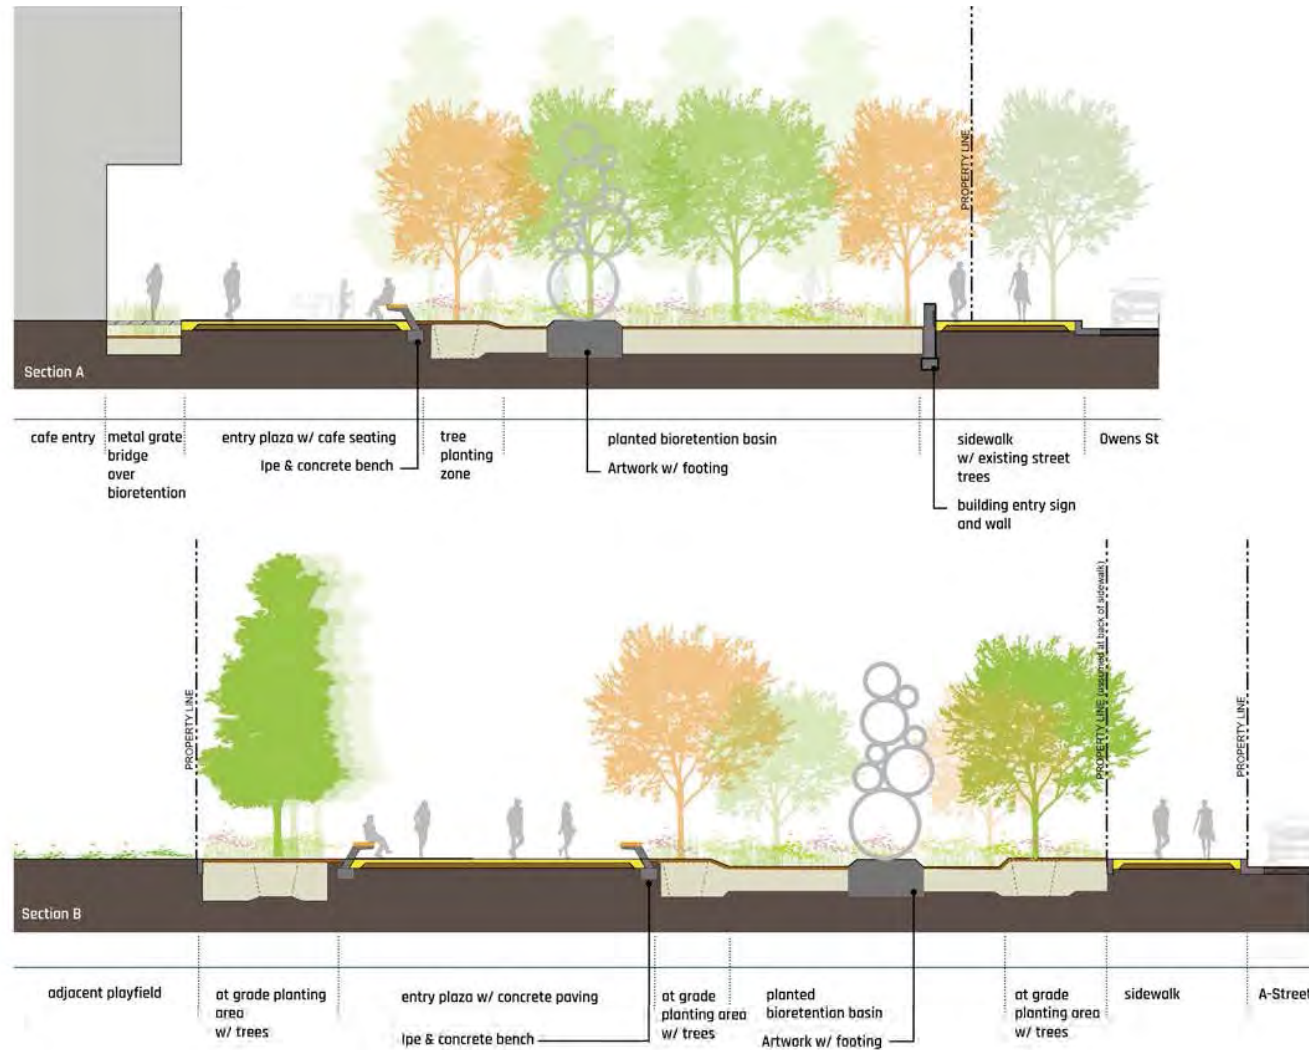 PROPERTY LINE
Section A
cafe entry
metal grate
bridge
over
bioretention
entry plaza w/ cafe seating
Ipe & concrete bench
tree
planting
zone
planted bioretention basin
Artwork w/ footing
sidewalk
w/ existing street
trees
building entry sign
and wall
Owens St
PROPERTY LINE
PROPERTY LINE (assumed at back of sidewalk)
PROPERTY LINE
Section B
adjacent playfield
at grade planting
area
w/ trees
entry plaza w/ concrete paving
Ipe & concrete bench
at grade
planting area
w/ trees
planted
bioretention basin
Artwork w/ footing
at grade
planting area
w/ trees
sidewalk
A-Street